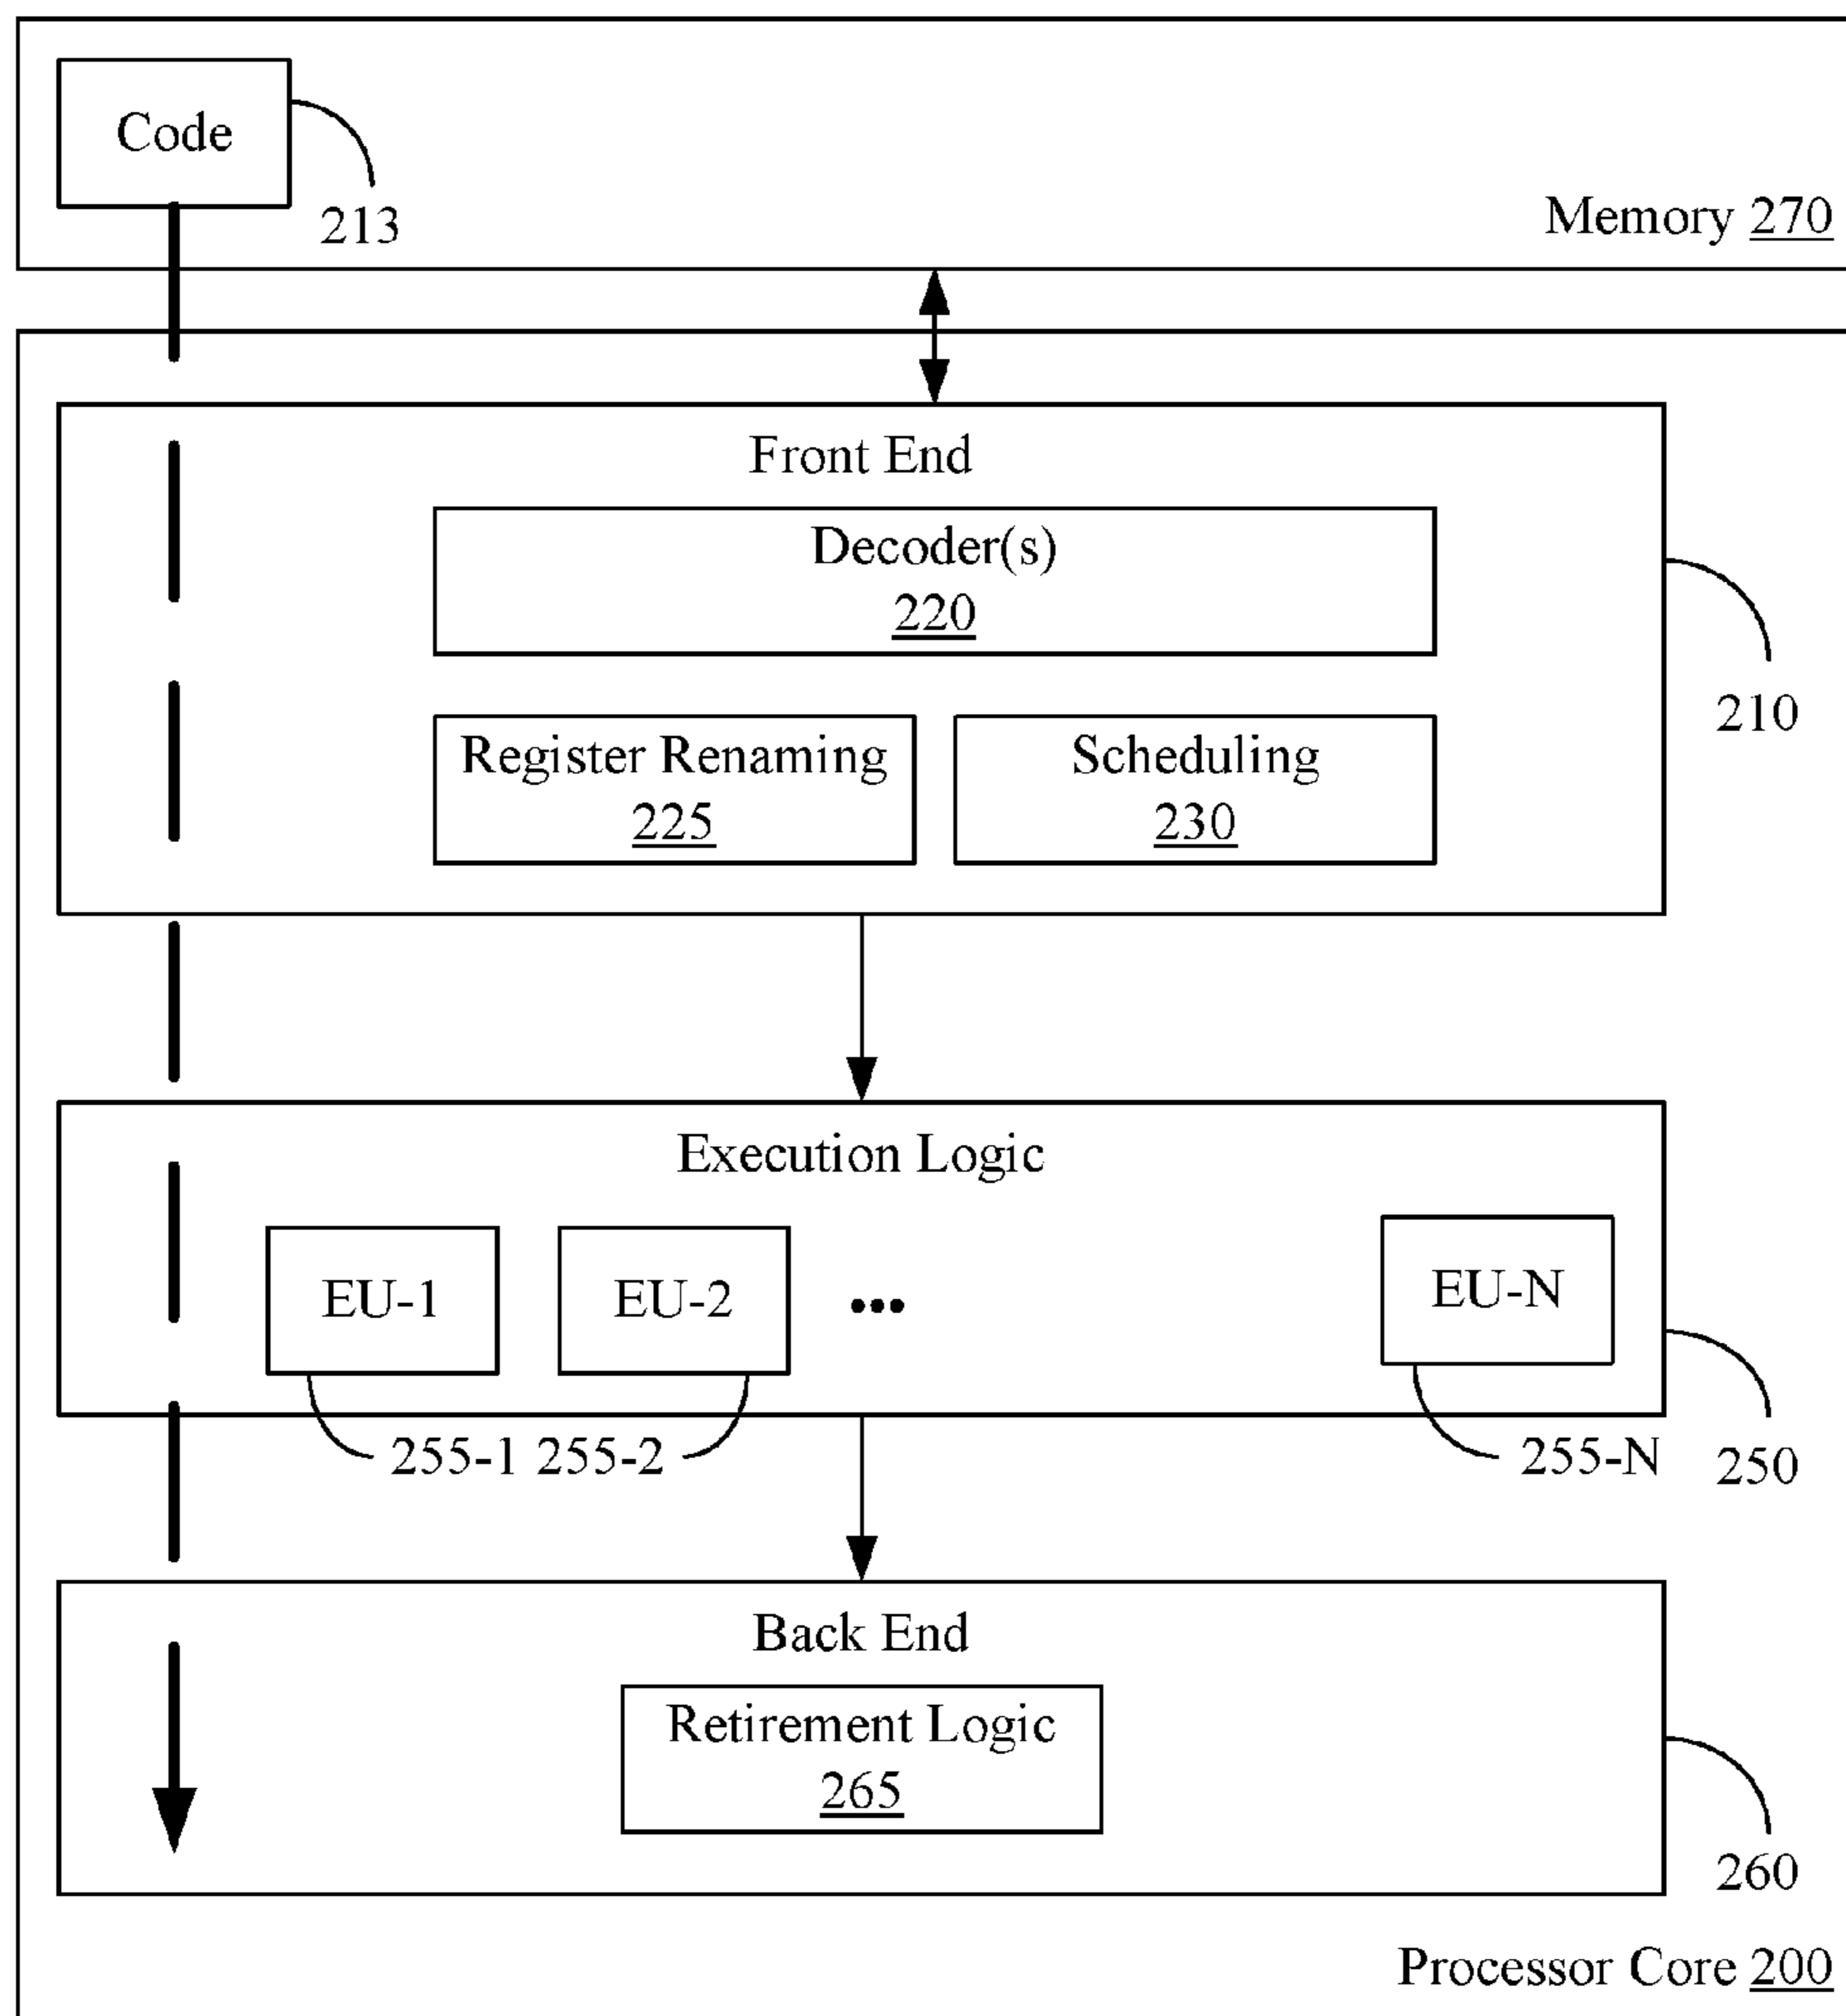 Code
213
Memory 270
Front End
Decoder(s)
220
210
Register Renaming
225
Scheduling
230
Execution Logic
EU-1
EU-2
•••
EU-N
255-1 255-2
255-N
250
Back End
Retirement Logic
265
260
Processor Core 200